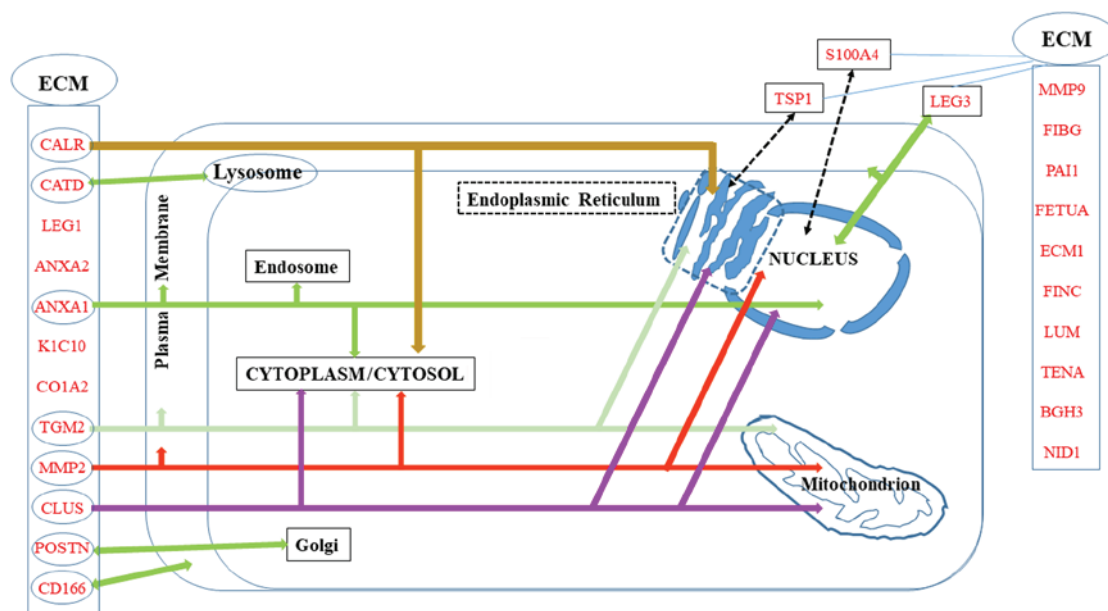 ECM
CALR
CATD
LEG1
ANXA2
ANXA1
K1C10
CO1A2
TGM2
MMP2
CLUS
POSTN
CD166
Plasma Membrane
Lysosome
Endosome
CYTOPLASM/CYTOSOL
Golgi
Endoplasmic Reticulum
NUCLEUS
Mitochondrion
S100A4
TSP1
LEG3
ECM
MMP9
FIBG
PAI1
FETUA
ECM1
FINC
LUM
TENA
BGH3
NID1